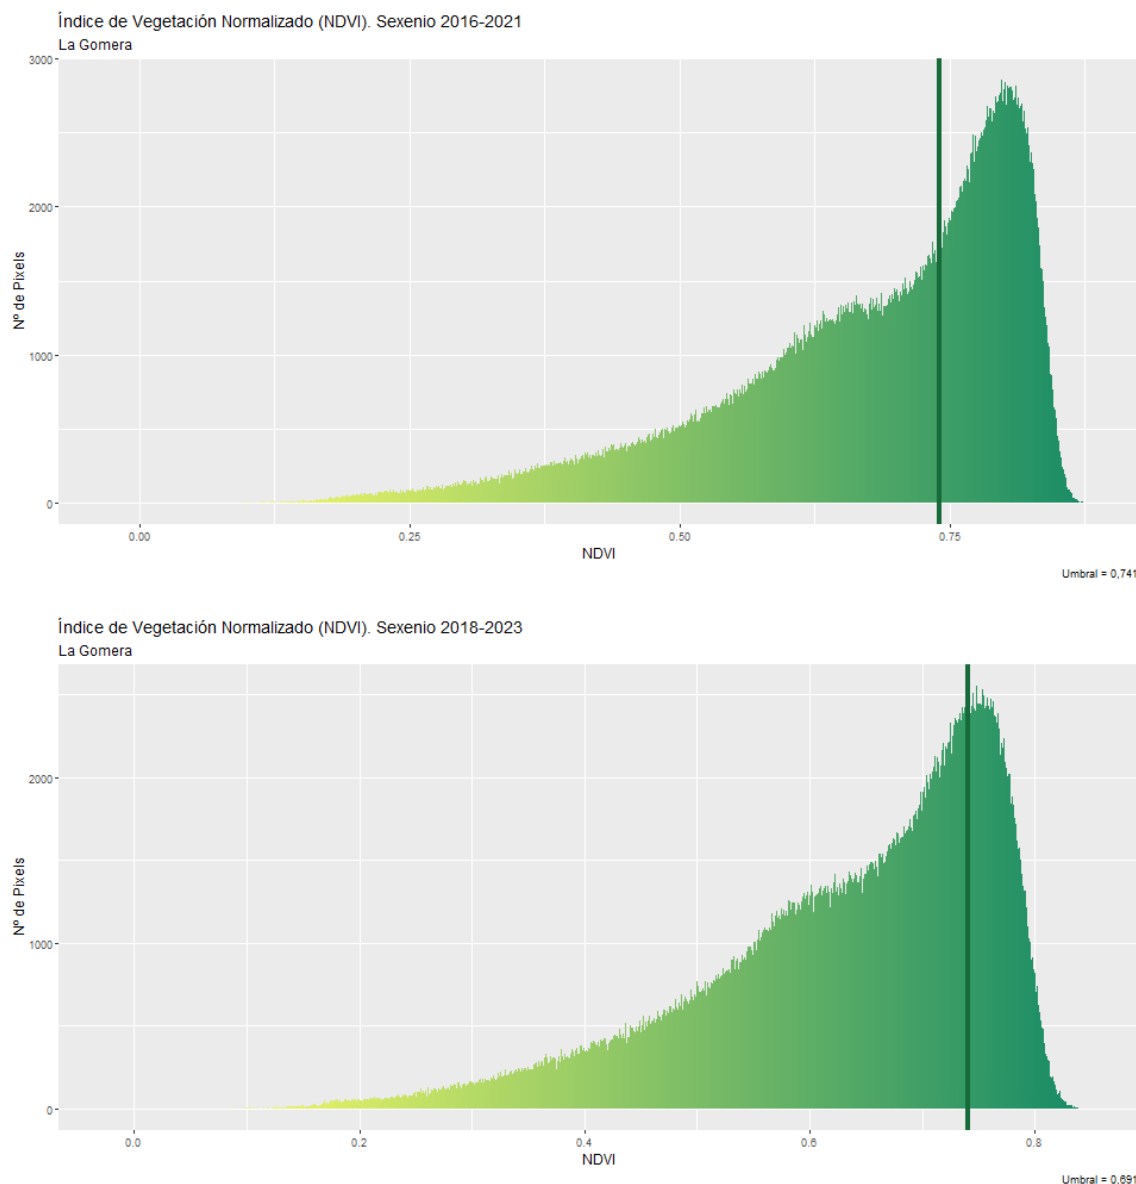 Índice de Vegetación Normalizado (NDVI). Sexenio 2016-2021
La Gomera
3000
2000
1000
0
Nº de Pixels
0.00 0.25 0.50 0.75
NDVI
Umbral = 0,741
Índice de Vegetación Normalizado (NDVI). Sexenio 2018-2023
La Gomera
2000
1000
0
Nº de Pixels
0.0 0.2 0.4 0.6 0.8
NDVI
Umbral = 0.691